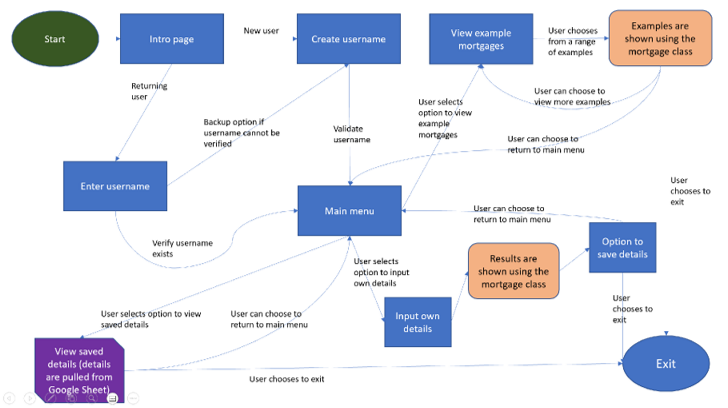 Start
Intro page
New user
Create username
View example
mortgages
User chooses
from a range
of examples
Examples are
shown using the
mortgage class
Returning
user
Backup option if
username cannot be
verified
Validate
username
User selects
option to view
example
mortgages
User can choose to
view more examples
User can choose to
return to main menu
Enter username
User
chooses to
exit
Main menu
User can choose to
return to main menu
Verify username
exists
User selects
option to input
own details
Results are
shown using the
mortgage class
Option to
save details
User selects option to view
saved details
User can choose to
return to main menu
Input own
details
User
chooses to
exit
View saved
details (details
are pulled from
Google Sheet)
User chooses to exit
Exit